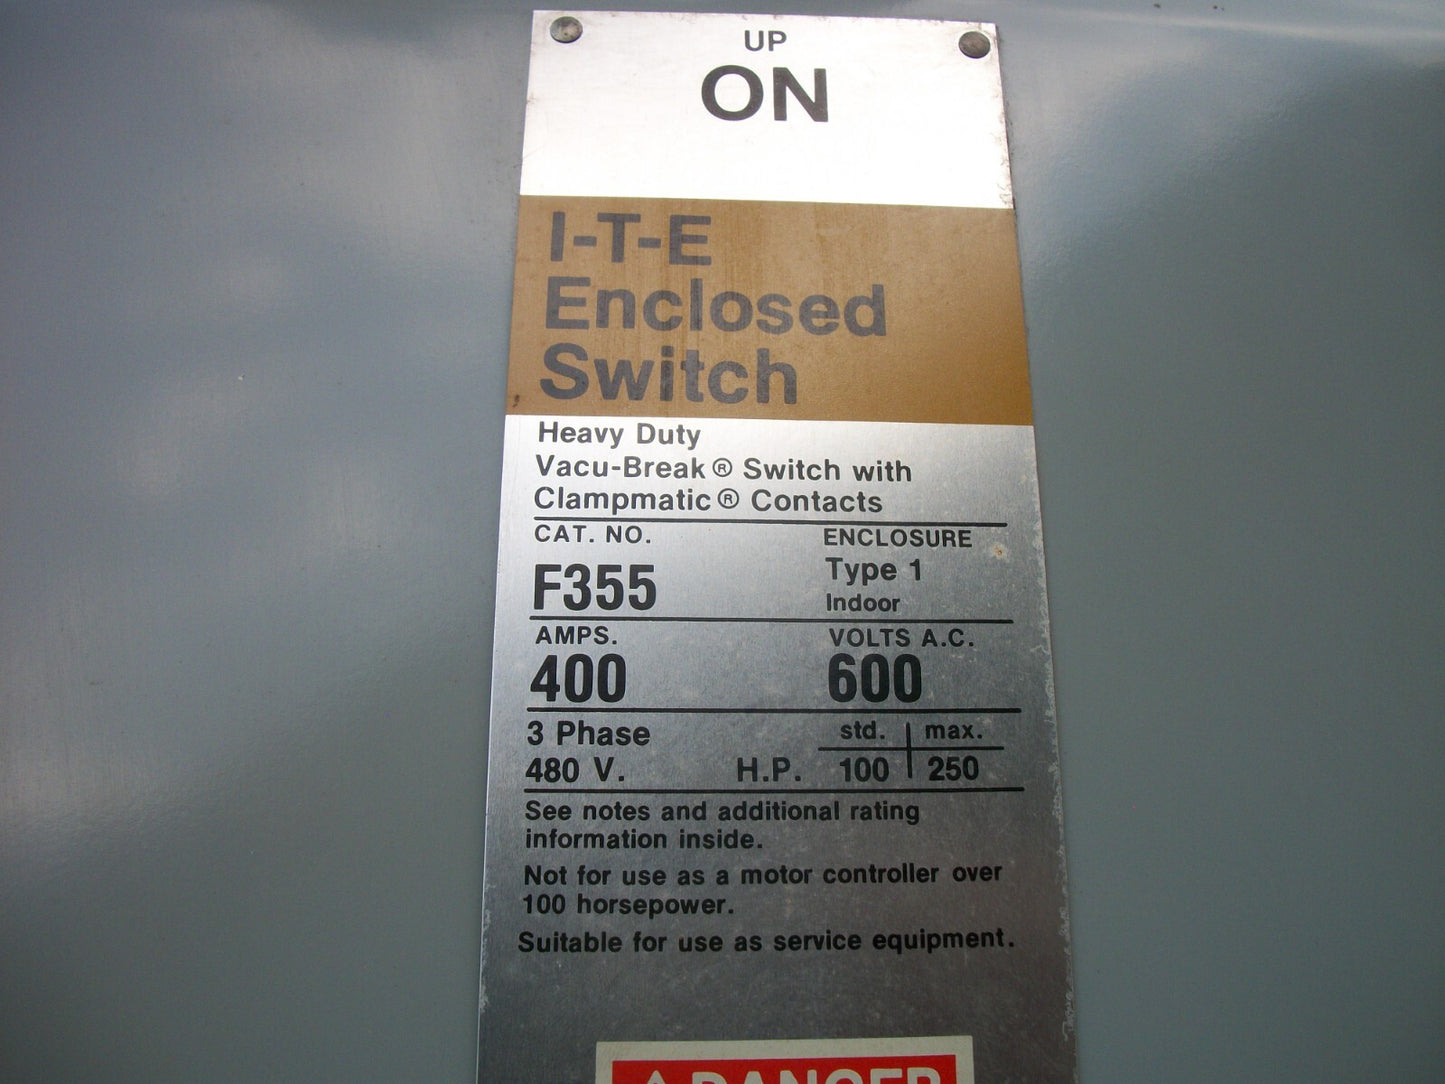 UP
ON
I-T-E
Enclosed
Switch
Heavy Duty
Vacu-Break® Switch with
Clampmatic® Contacts
CAT. NO. ENCLOSURE
F355 Type 1
Indoor
AMPS. VOLTS A.C.
400 600
3 Phase std. max.
480 V. H.P. 100 250
See notes and additional rating
information inside.
Not for use as a motor controller over
100 horsepower.
Suitable for use as service equipment.
DANGER